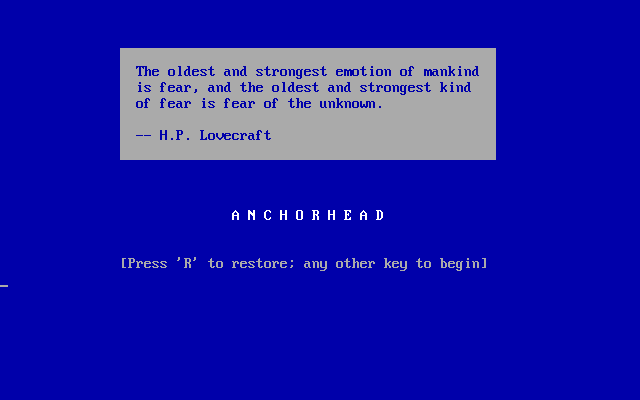 The oldest and strongest emotion of mankind
is fear, and the oldest and strongest kind
of fear is fear of the unknown.
-- H.P. Lovecraft
A N C H O R H E A D
[Press 'R' to restore; any other key to begin]